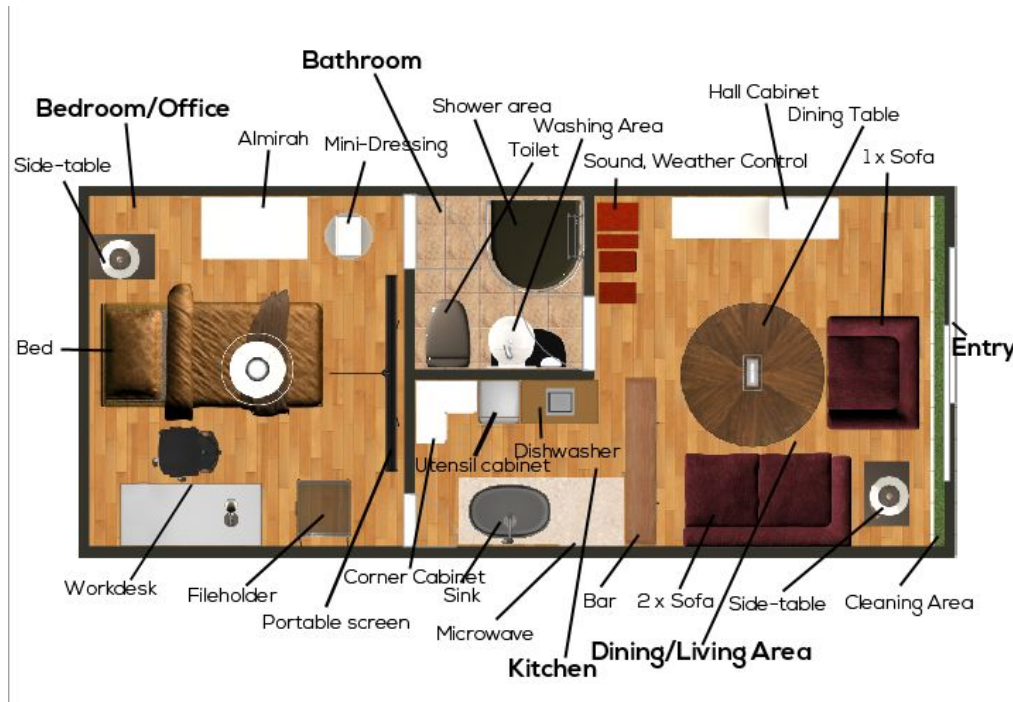 Bathroom
Hall Cabinet
Bedroom/Office
Shower area
Dining Table
Washing Area
Almirah
Mini-Dressing
Toilet
Side-table
Sound, Weather Control
1 x Sofa
Bed
Entry
Dishwasher
Utensil cabinet
Workdesk
Corner Cabinet
Fileholder
Sink
Bar
2 x Sofa
Side-table
Cleaning Area
Portable screen
Microwave
Dining/Living Area
Kitchen